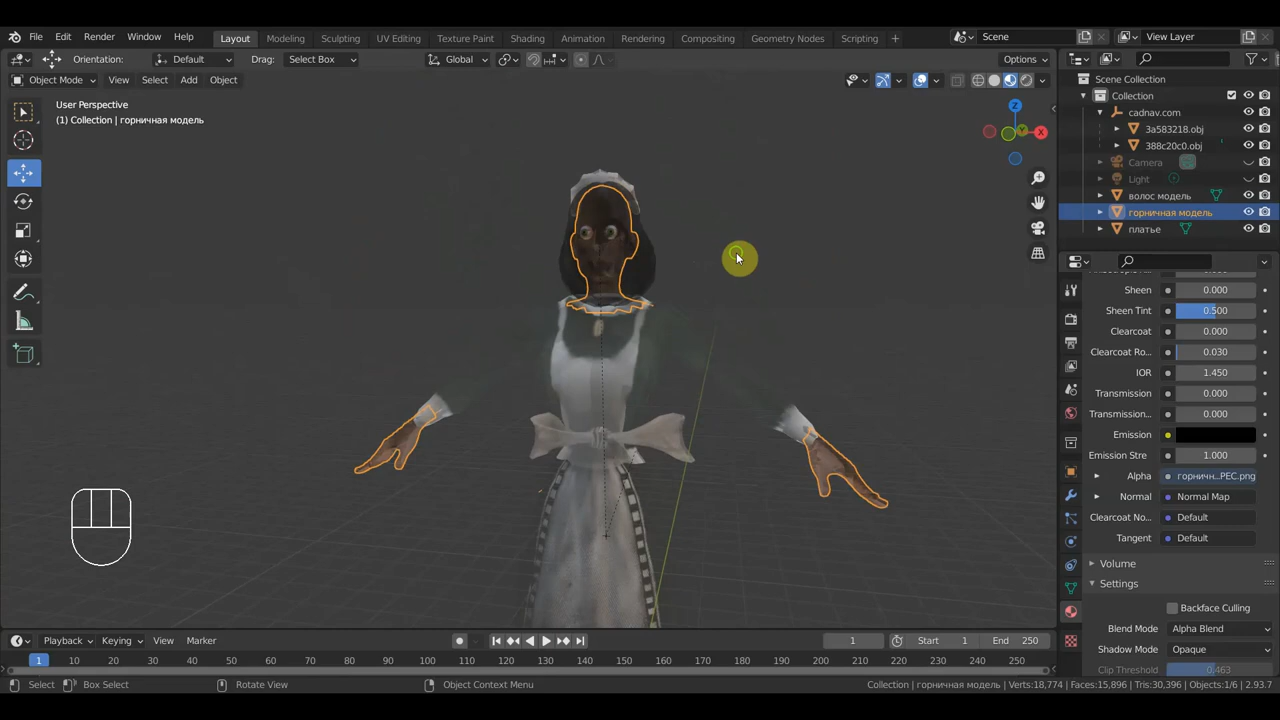 File Edit Render Window Help Layout Modeling Sculpting UV Editing Texture Paint Shading Animation Rendering Compositing Geometry Nodes Scripting + Scene View Layer
Orientation: Default Drag: Select Box Global Options
Object Mode View Select Add Object
User Perspective
(1) Collection | горничная модель
Z
X
Y
Scene Collection
Collection
cadnav.com
3a583218.obj
388c20c0.obj
Camera
Light
волос модель
горничная модель
платье
Sheen 0.000
Sheen Tint 0.500
Clearcoat 0.000
Clearcoat Ro... 0.030
IOR 1.450
Transmission 0.000
Transmission... 0.000
Emission
Emission Stre 1.000
Alpha горничн...PEC.png
Normal Normal Map
Clearcoat No... Default
Tangent Default
Volume
Settings
Backface Culling
Blend Mode Alpha Blend
Shadow Mode Opaque
Clip Threshold 0.463
Playback Keying View Marker 1 Start 1 End 250
1 10 20 30 40 50 60 70 80 90 100 110 120 130 140 150 160 170 180 190 200 210 220 230 240 250
Select Box Select Rotate View Object Context Menu Collection | горничная модель | Verts:18,774 | Faces:15,896 | Tris:30,396 | Objects:1/6 | 2.93.7